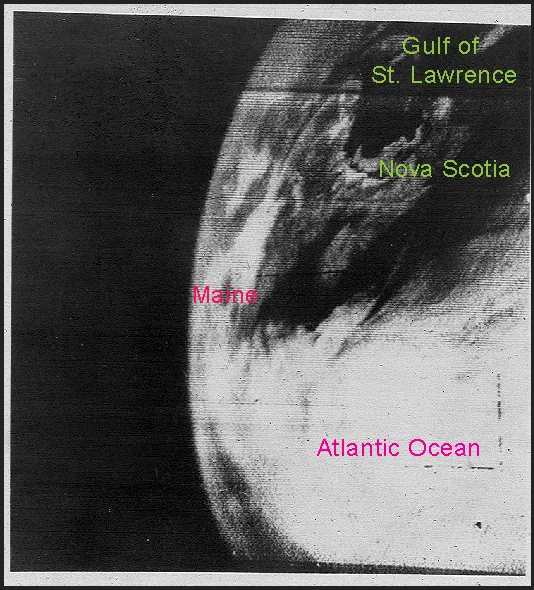 Gulf of
St. Lawrence
Nova Scotia
Maine
Atlantic Ocean